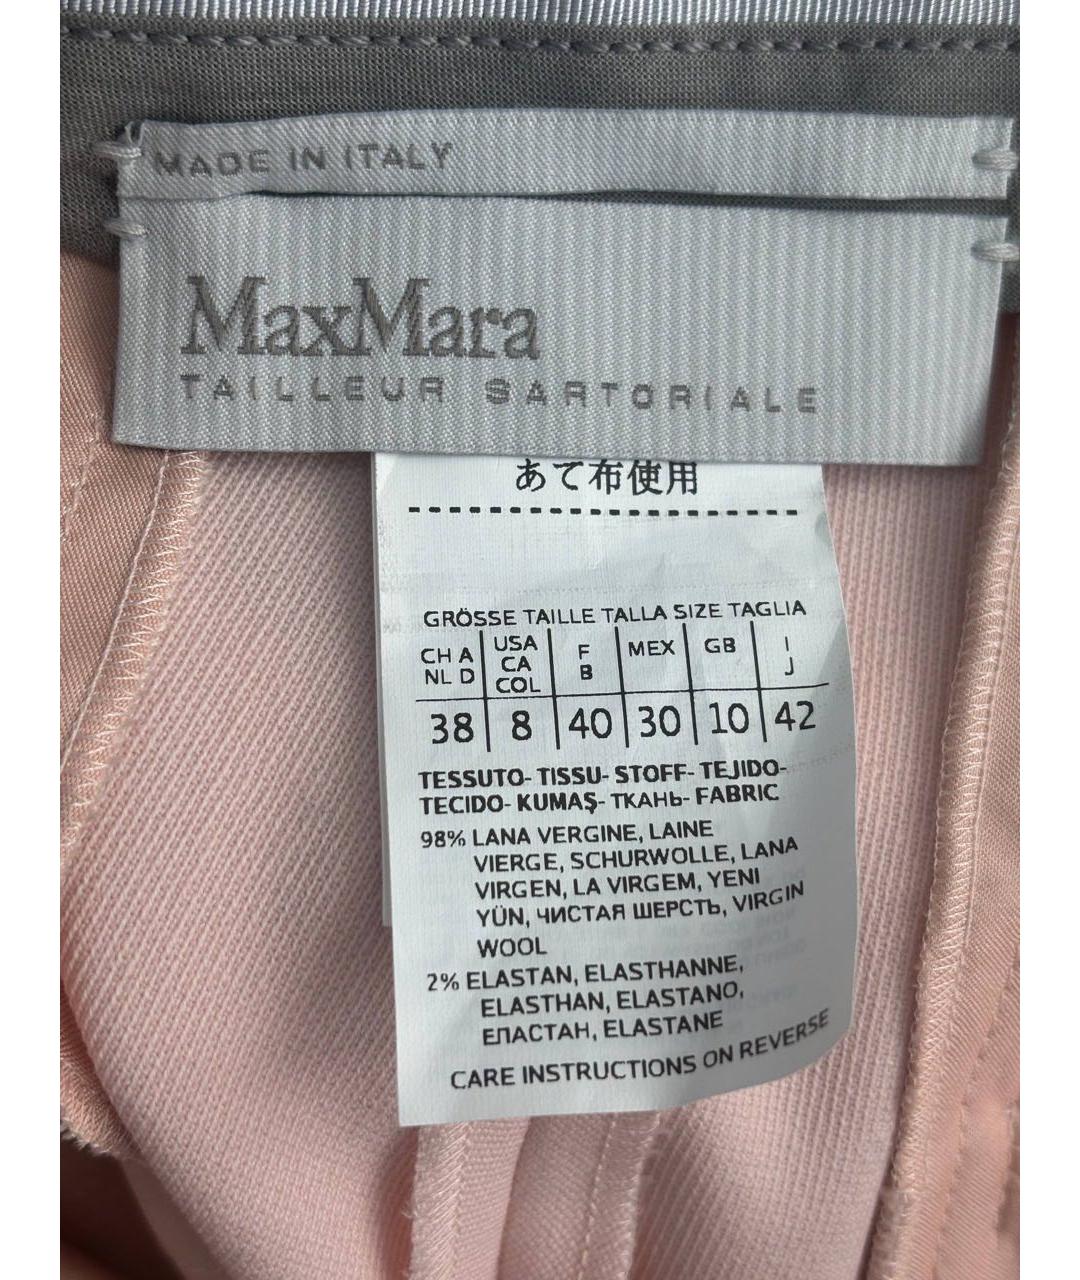 MADE IN ITALY
MaxMara
TAILLEUR SARTORIALE
あて布使用
GRÖSSE TAILLE TALLA SIZE TAGLIA
CH A NL D | USA CA COL | F B | MEX | GB | I J
38 | 8 | 40 | 30 | 10 | 42
TESSUTO- TISSU- STOFF- TEJIDO-
TECIDO- KUMAŞ- ТКАНЬ- FABRIC
98% LANA VERGINE, LAINE
VIERGE, SCHURWOLLE, LANA
VIRGEN, LA VIRGEM, YENI
YÜN, ЧИСТАЯ ШЕРСТЬ, VIRGIN
WOOL
2% ELASTAN, ELASTHANNE,
ELASTHAN, ELASTANO,
ЕПАСТАН, ELASTANE
CARE INSTRUCTIONS ON REVERSE